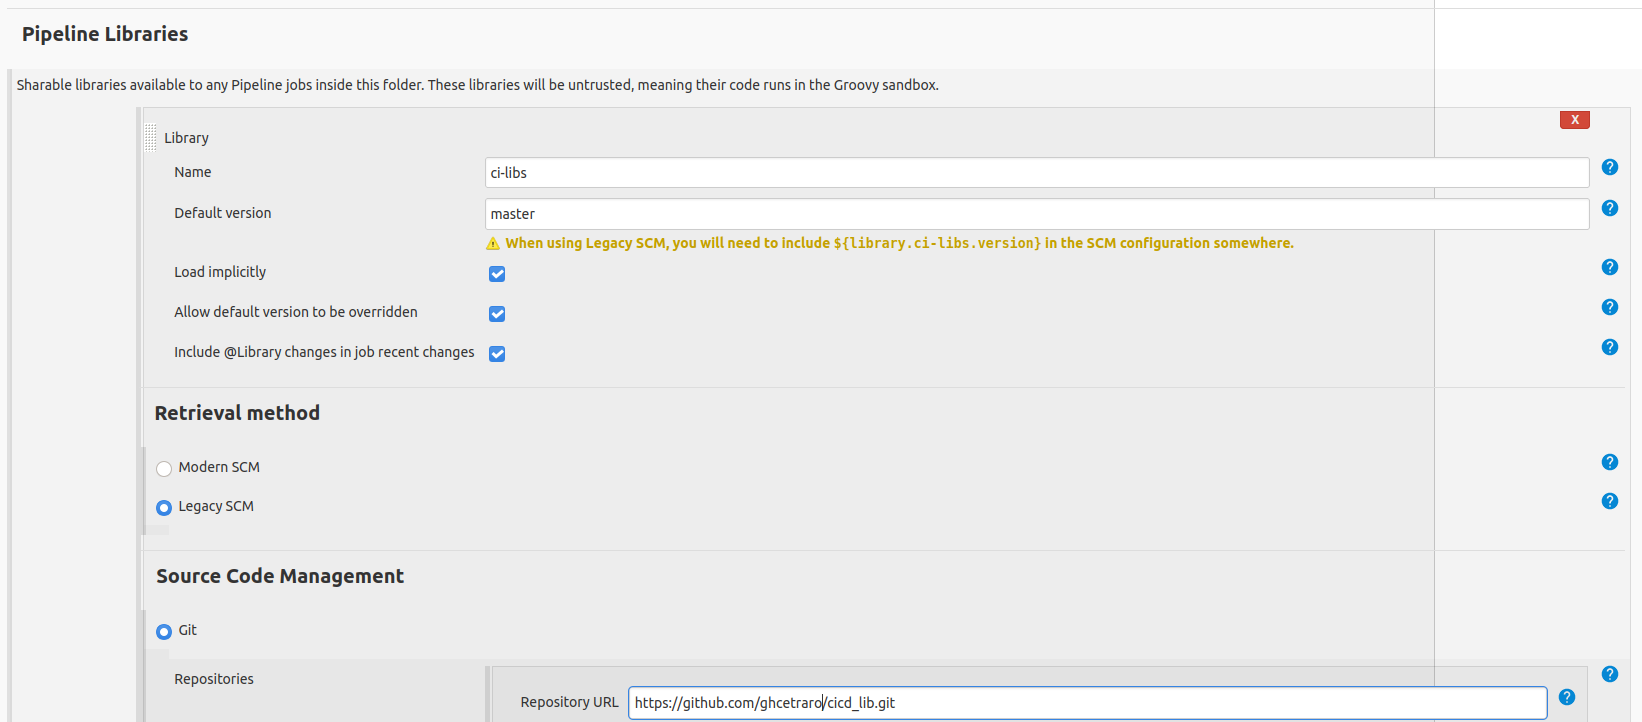 Pipeline Libraries
Sharable libraries available to any Pipeline jobs inside this folder. These libraries will be untrusted, meaning their code runs in the Groovy sandbox.
X
Library
Name ci-libs ?
Default version master ?
When using Legacy SCM, you will need to include ${library.ci-libs.version} in the SCM configuration somewhere.
Load implicitly ?
Allow default version to be overridden ?
Include @Library changes in job recent changes ?
Retrieval method
Modern SCM ?
Legacy SCM ?
Source Code Management
Git
Repositories ?
Repository URL https://github.com/ghcetraro/cicd_lib.git ?